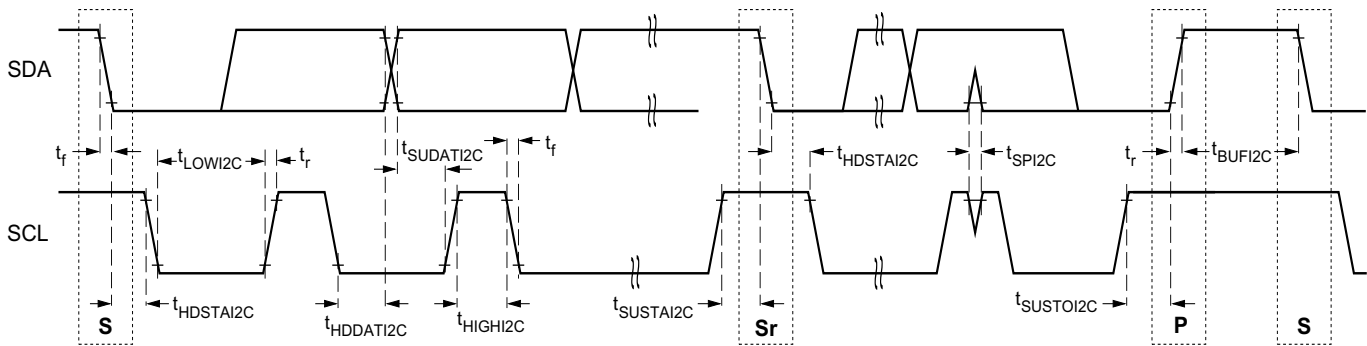 SDA
t_f
t_LOWI2C
t_r
t_SUDATI2C
t_f
t_HDSTAI2C
t_SPI2C
t_r
t_BUFI2C
SCL
t_HDSTAI2C
t_HDDATI2C
t_HIGHI2C
t_SUSTAI2C
t_SUSTOI2C
S
Sr
P
S